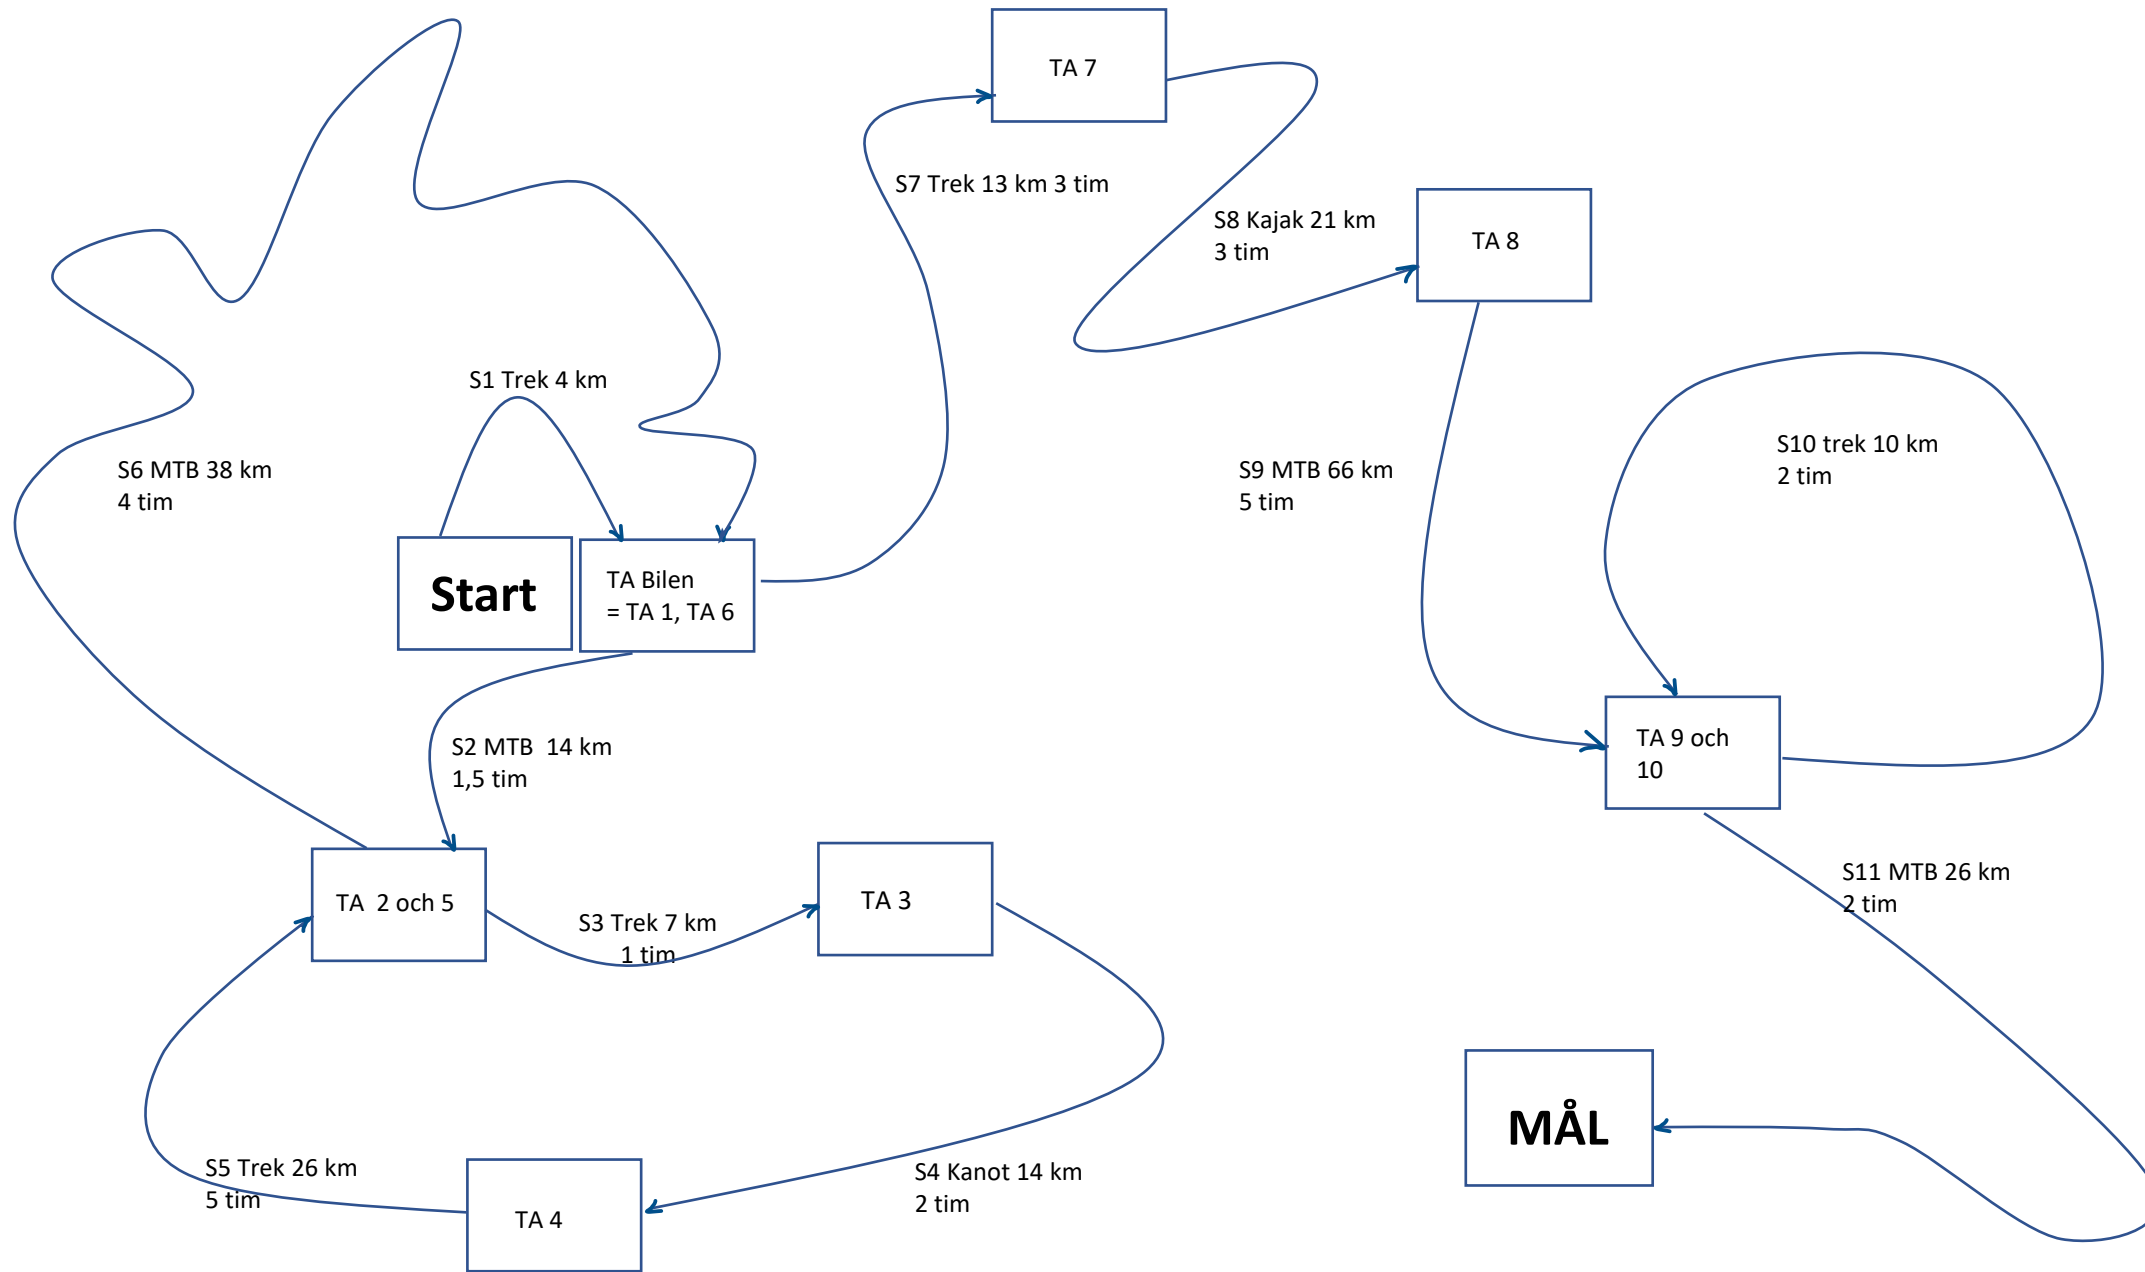 TA 7
S7 Trek 13 km 3 tim
S8 Kajak 21 km
3 tim
TA 8
S1 Trek 4 km
S6 MTB 38 km
4 tim
S9 MTB 66 km
5 tim
S10 trek 10 km
2 tim
Start
TA Bilen
= TA 1, TA 6
S2 MTB  14 km
1,5 tim
TA 9 och
10
TA  2 och 5
S3 Trek 7 km
1 tim
TA 3
S11 MTB 26 km
2 tim
MÅL
S5 Trek 26 km
5 tim
TA 4
S4 Kanot 14 km
2 tim